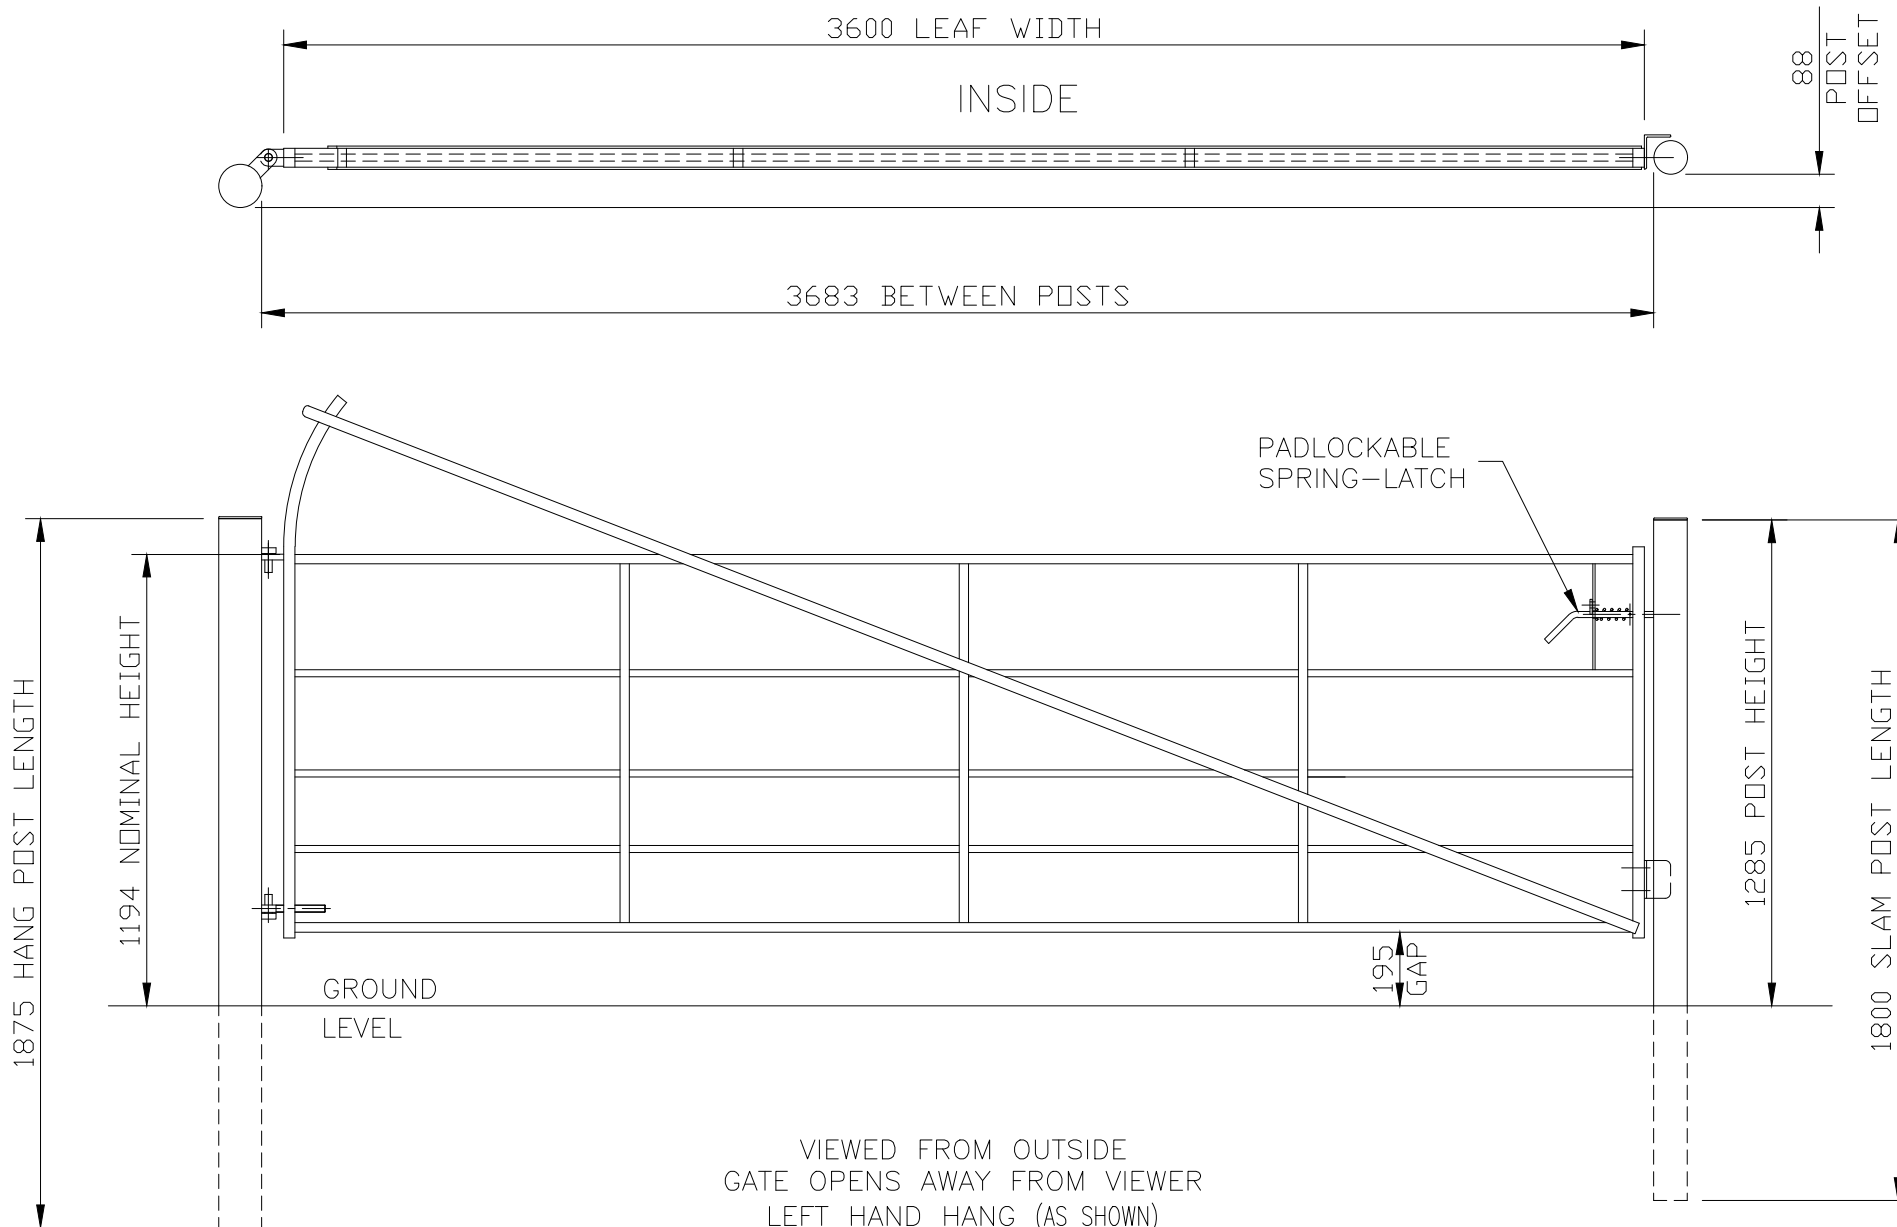 3600 LEAF WIDTH
88
POST
OFFSET
INSIDE
3683 BETWEEN POSTS
PADLOCKABLE
SPRING-LATCH
1875 HANG POST LENGTH
1194 NOMINAL HEIGHT
1285 POST HEIGHT
1800 SLAM POST LENGTH
195
GAP
GROUND
LEVEL
VIEWED FROM OUTSIDE
GATE OPENS AWAY FROM VIEWER
LEFT HAND HANG (AS SHOWN)